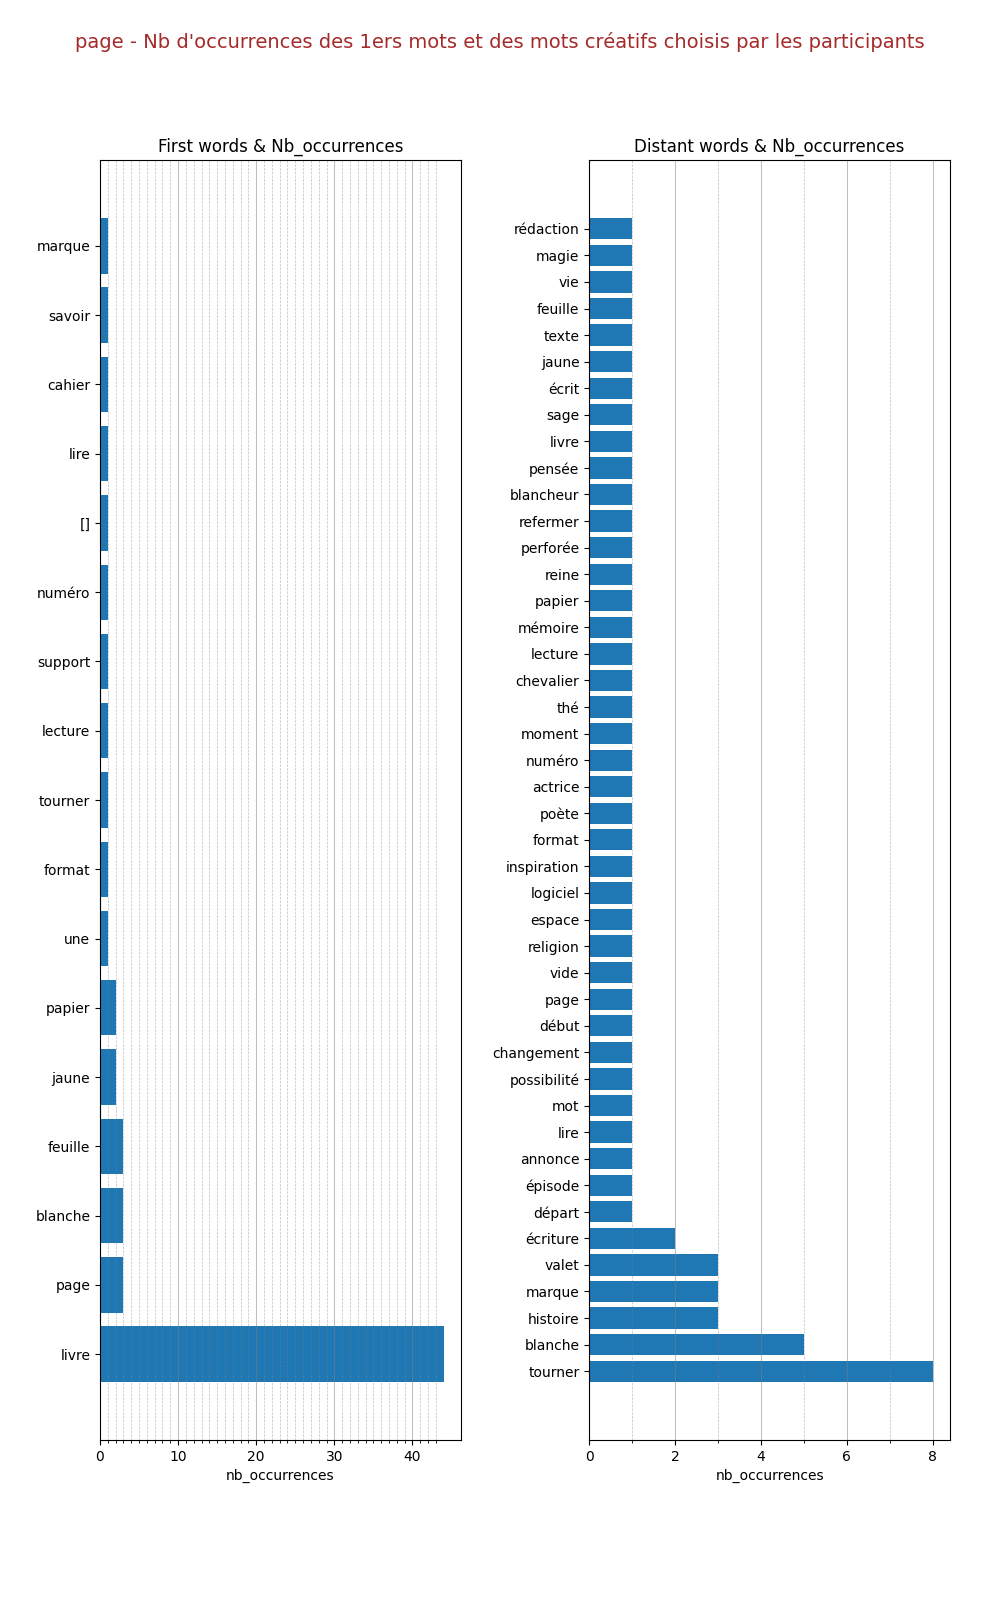 page - Nb d'occurrences des 1ers mots et des mots créatifs choisis par les participants
First words & Nb_occurrences
marque
savoir
cahier
lire
[]
numéro
support
lecture
tourner
format
une
papier
jaune
feuille
blanche
page
livre
0 10 20 30 40
nb_occurrences
Distant words & Nb_occurrences
rédaction
magie
vie
feuille
texte
jaune
écrit
sage
livre
pensée
blancheur
refermer
perforée
reine
papier
mémoire
lecture
chevalier
thé
moment
numéro
actrice
poète
format
inspiration
logiciel
espace
religion
vide
page
début
changement
possibilité
mot
lire
annonce
épisode
départ
écriture
valet
marque
histoire
blanche
tourner
0 2 4 6 8
nb_occurrences